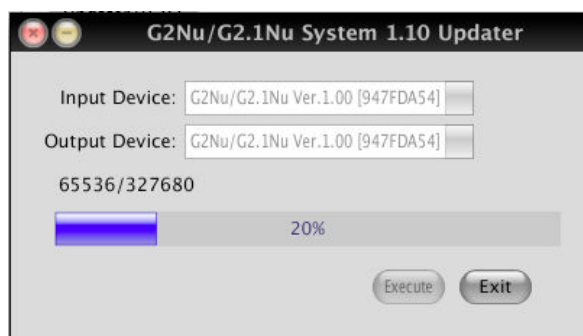 G2Nu/G2.1Nu System 1.10 Updater
Input Device: G2Nu/G2.1Nu Ver.1.00 [947FDA54]
Output Device: G2Nu/G2.1Nu Ver.1.00 [947FDA54]
65536/327680
20%
Execute Exit